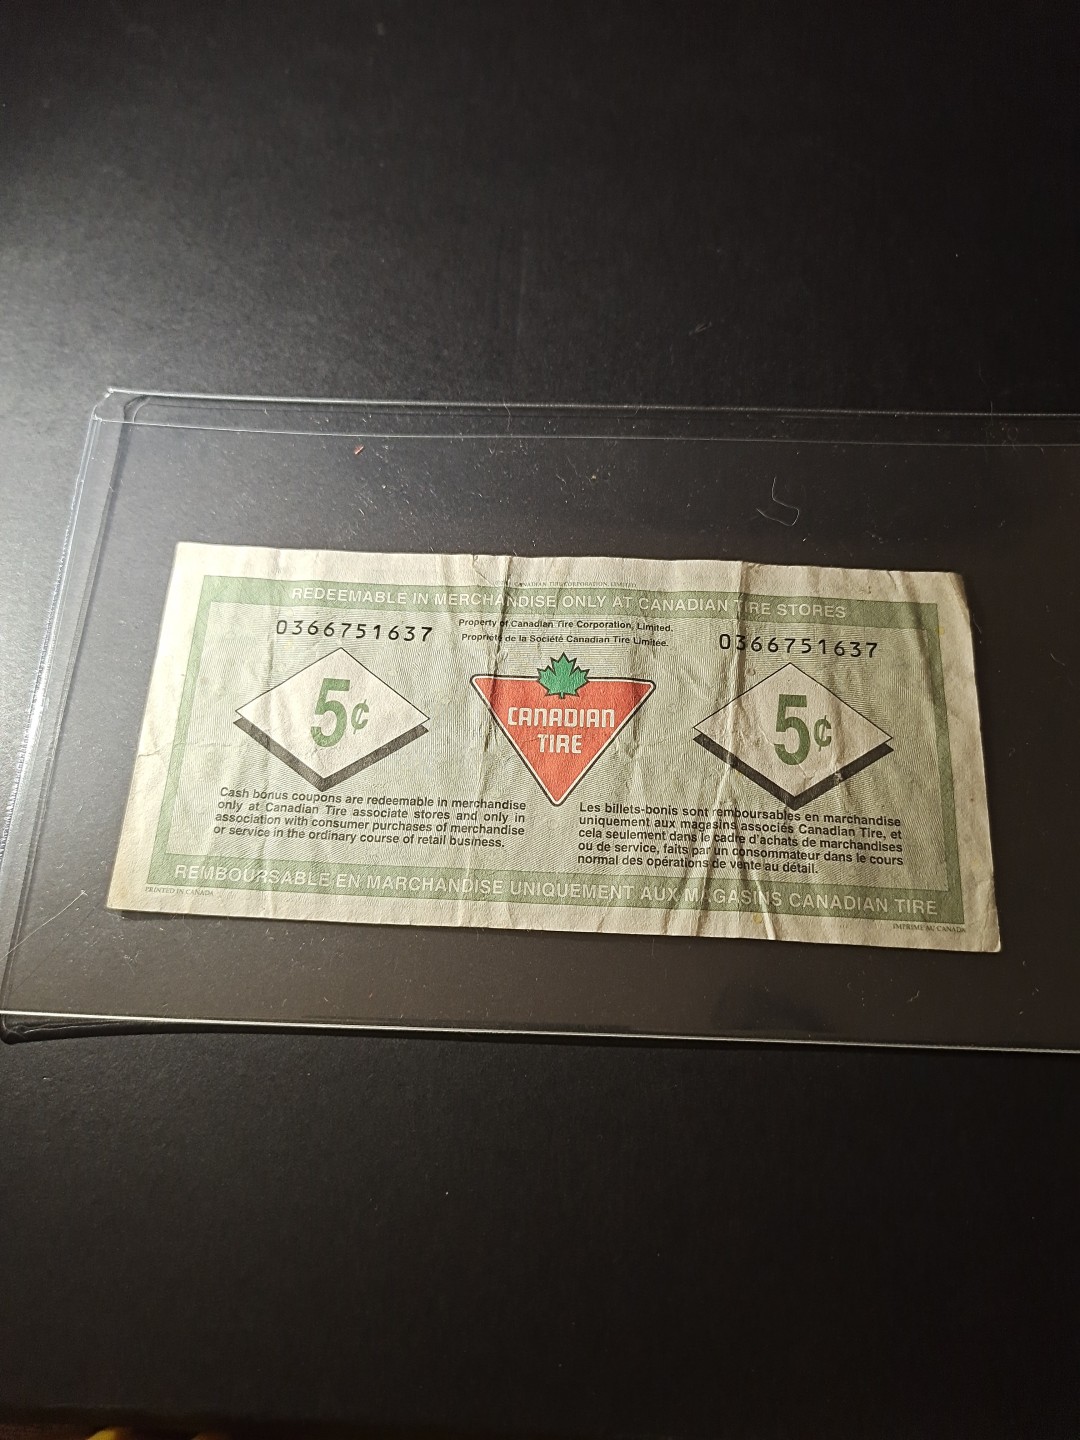 REDEEMABLE IN MERCHANDISE ONLY AT CANADIAN TIRE STORES
0366751637
Property of Canadian Tire Corporation, Limited.
Propriété de la Société Canadian Tire Limitée.
0366751637
5¢
CANADIAN
TIRE
5¢
Cash bonus coupons are redeemable in merchandise
only at Canadian Tire associate stores and only in
association with consumer purchases of merchandise
or service in the ordinary course of retail business.
Les billets-bonis sont remboursables en marchandise
uniquement aux magasins associés Canadian Tire, et
cela seulement dans le cadre d'achats de marchandises
ou de service, faits par un consommateur dans le cours
normal des opérations de vente au détail.
REMBOURSABLE EN MARCHANDISE UNIQUEMENT AUX MAGASINS CANADIAN TIRE
PRINTED IN CANADA
IMPRIMÉ AU CANADA